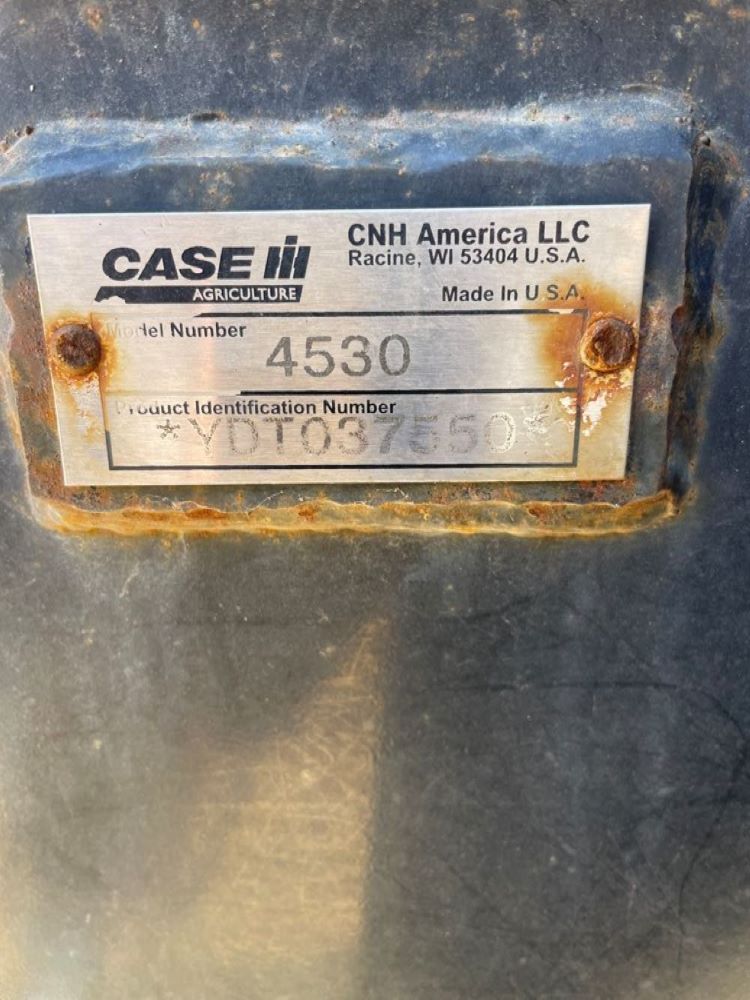 CASE IH
AGRICULTURE
CNH America LLC
Racine, WI 53404 U.S.A.
Made In U.S.A.
Model Number
4530
Product Identification Number
*YDT037550*